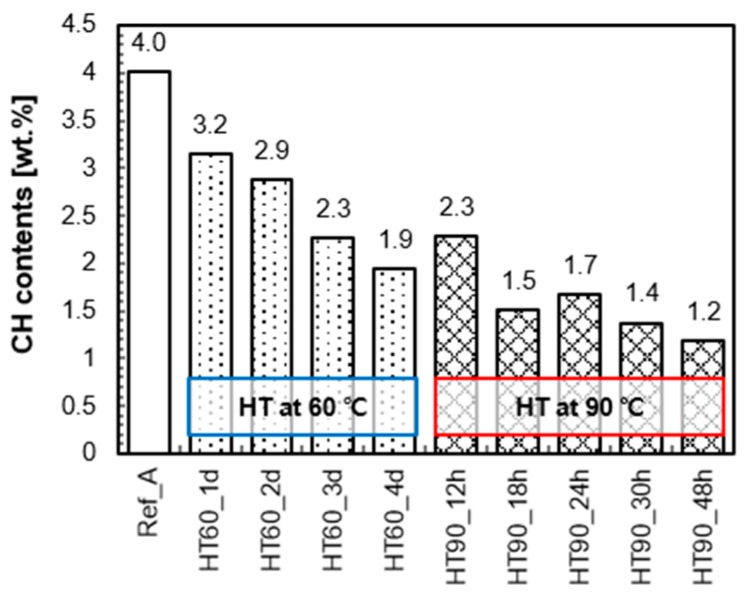 CH contents [wt.%]
4.5
4
3.5
3
2.5
2
1.5
1
0.5
0
4.0
3.2
2.9
2.3
1.9
2.3
1.5
1.7
1.4
1.2
HT at 60 ℃
HT at 90 ℃
Ref_A
HT60_1d
HT60_2d
HT60_3d
HT60_4d
HT90_12h
HT90_18h
HT90_24h
HT90_30h
HT90_48h